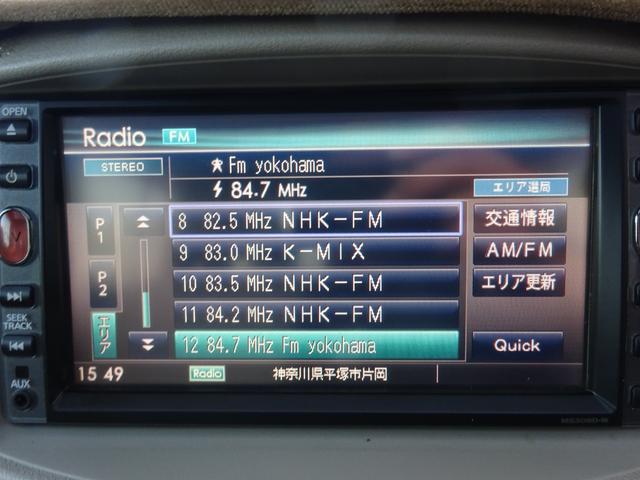 OPEN
Radio FM
STEREO
Fm yokohama
84.7 MHz
エリア選局
P1
P2
エリア
8 82.5 MHz NHK-FM
9 83.0 MHz K-MIX
10 83.5 MHz NHK-FM
11 84.2 MHz NHK-FM
12 84.7 MHz Fm yokohama
交通情報
AM/FM
エリア更新
Quick
SEEK
TRACK
AUX
15 49
Radio
神奈川県平塚市片岡